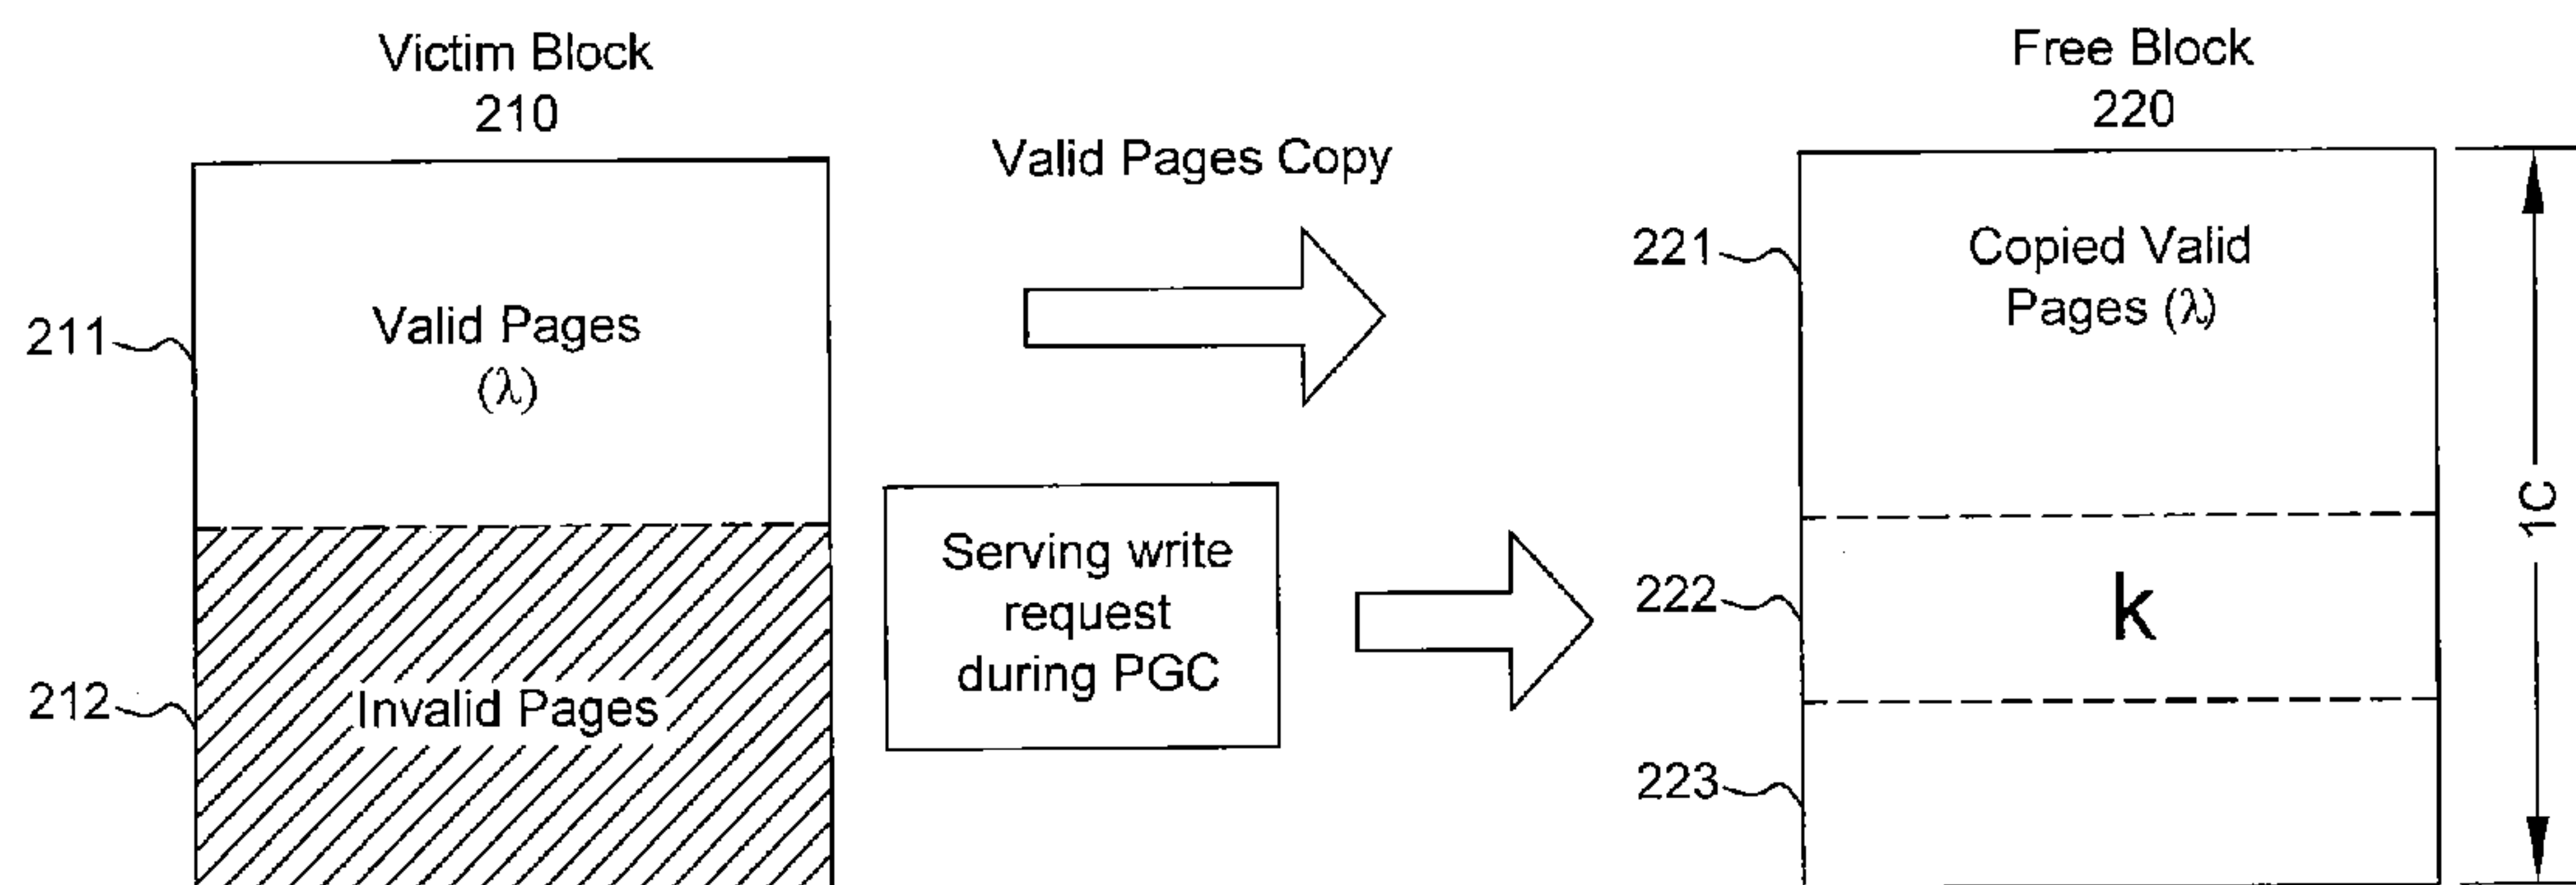 Victim Block
210
Free Block
220
Valid Pages Copy
211
Valid Pages
(λ)
221
Copied Valid
Pages (λ)
1C
212
Invalid Pages
Serving write
request
during PGC
222
k
223